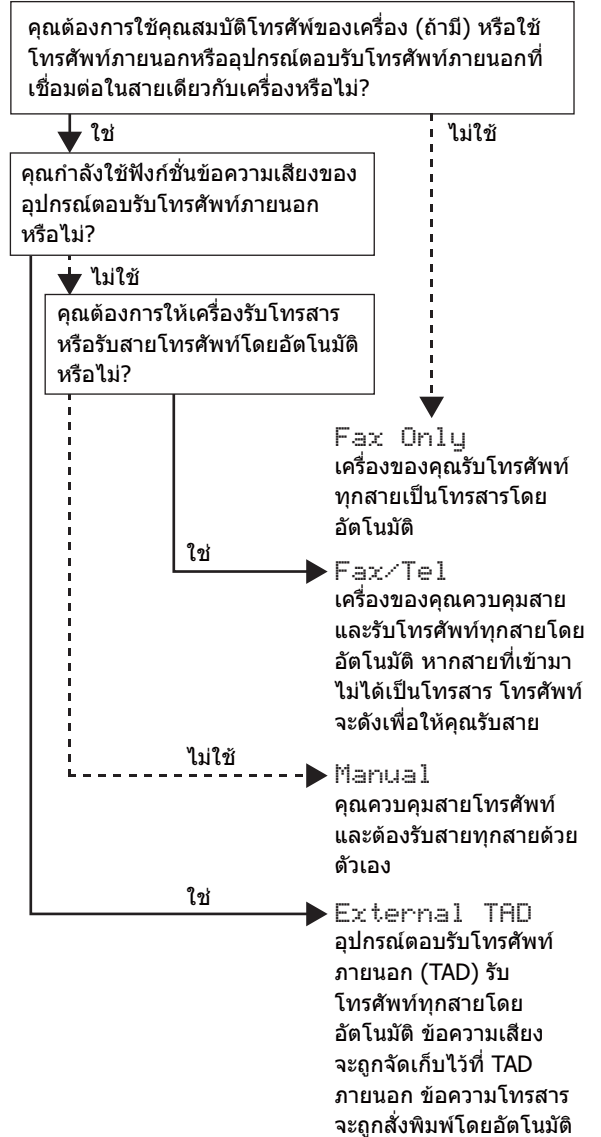 คุณต้องการใช้คุณสมบัติโทรศัพ์ของเครื่อง (ถ้ามี) หรือใช้
โทรศัพท์ภายนอกหรืออุปกรณ์ตอบรับโทรศัพท์ภายนอกที่
เชื่อมต่อในสายเดียวกับเครื่องหรือไม่?
ใช่
ไม่ใช้
คุณกำลังใช้ฟังก์ชั่นข้อความเสียงของ
อุปกรณ์ตอบรับโทรศัพท์ภายนอก
หรือไม่?
ไม่ใช้
คุณต้องการให้เครื่องรับโทรสาร
หรือรับสายโทรศัพท์โดยอัตโนมัติ
หรือไม่?
Fax Only
เครื่องของคุณรับโทรศัพท์
ทุกสายเป็นโทรสารโดย
อัตโนมัติ
ใช่
Fax/Tel
เครื่องของคุณควบคุมสาย
และรับโทรศัพท์ทุกสายโดย
อัตโนมัติ หากสายที่เข้ามา
ไม่ได้เป็นโทรสาร โทรศัพท์
จะดังเพื่อให้คุณรับสาย
ไม่ใช้
Manual
คุณควบคุมสายโทรศัพท์
และต้องรับสายทุกสายด้วย
ตัวเอง
ใช่
External TAD
อุปกรณ์ตอบรับโทรศัพท์
ภายนอก (TAD) รับ
โทรศัพท์ทุกสายโดย
อัตโนมัติ ข้อความเสียง
จะถูกจัดเก็บไว้ที่ TAD
ภายนอก ข้อความโทรสาร
จะถูกสั่งพิมพ์โดยอัตโนมัติ